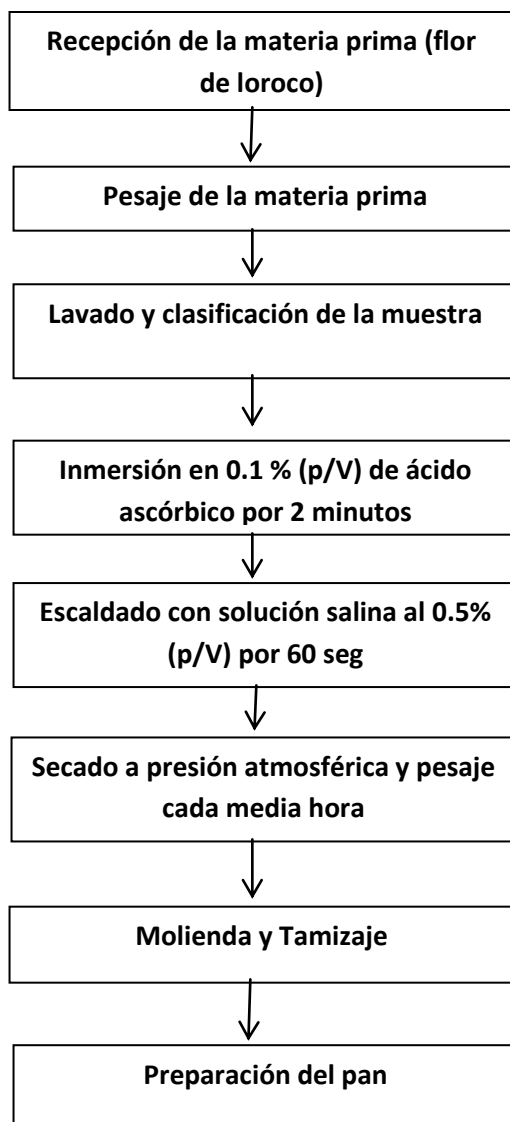 Recepción de la materia prima (flor
de loroco)
Pesaje de la materia prima
Lavado y clasificación de la muestra
Inmersión en 0.1 % (p/V) de ácido
ascórbico por 2 minutos
Escaldado con solución salina al 0.5%
(p/V) por 60 seg
Secado a presión atmosférica y pesaje
cada media hora
Molienda y Tamizaje
Preparación del pan